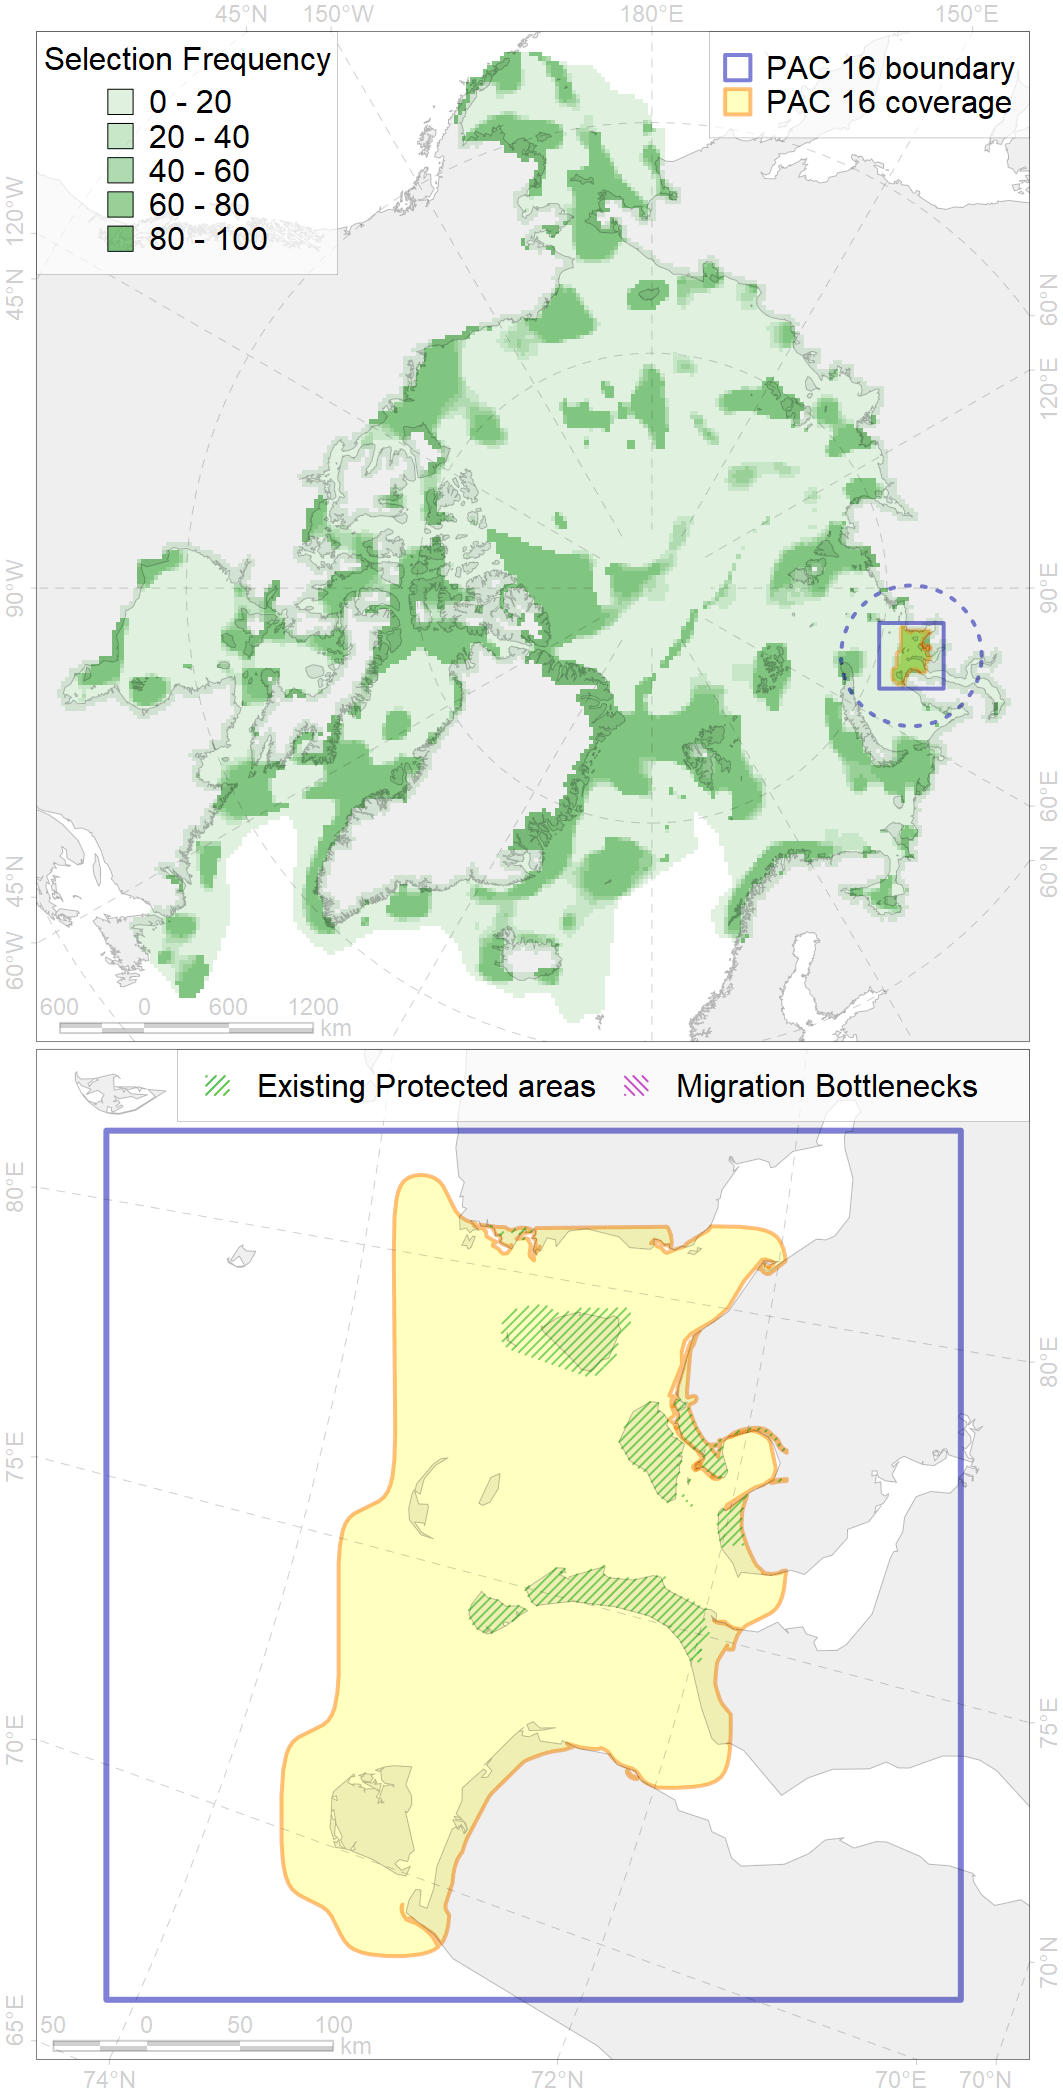 45°N 150°W 180°E 150°E
Selection Frequency
0 - 20
20 - 40
40 - 60
60 - 80
80 - 100
PAC 16 boundary
PAC 16 coverage
120°W
45°N
90°W
45°N
60°W
60°N
120°E
90°E
60°E
60°N
600 0 600 1200
km
Existing Protected areas
Migration Bottlenecks
80°E
75°E
70°E
65°E
80°E
75°E
70°N
50 0 50 100
km
74°N 72°N 70°E 70°N